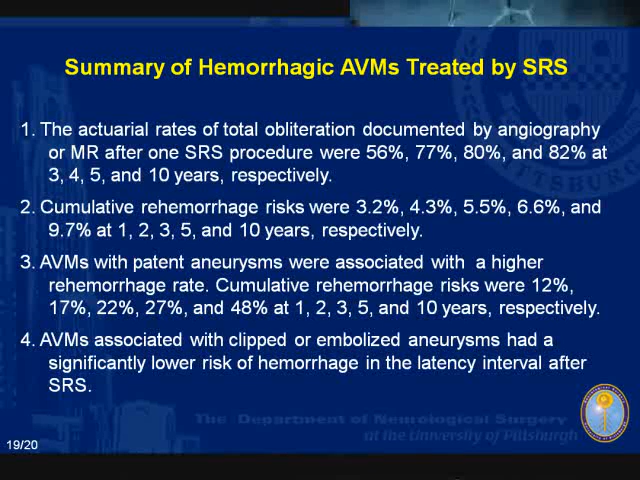 Summary of Hemorrhagic AVMs Treated by SRS
1. The actuarial rates of total obliteration documented by angiography
or MR after one SRS procedure were 56%, 77%, 80%, and 82% at
3, 4, 5, and 10 years, respectively.
2. Cumulative rehemorrhage risks were 3.2%, 4.3%, 5.5%, 6.6%, and
9.7% at 1, 2, 3, 5, and 10 years, respectively.
3. AVMs with patent aneurysms were associated with a higher
rehemorrhage rate. Cumulative rehemorrhage risks were 12%,
17%, 22%, 27%, and 48% at 1, 2, 3, 5, and 10 years, respectively.
4. AVMs associated with clipped or embolized aneurysms had a
significantly lower risk of hemorrhage in the latency interval after
SRS.
The Department of Neurological Surgery
at the University of Pittsburgh
19/20